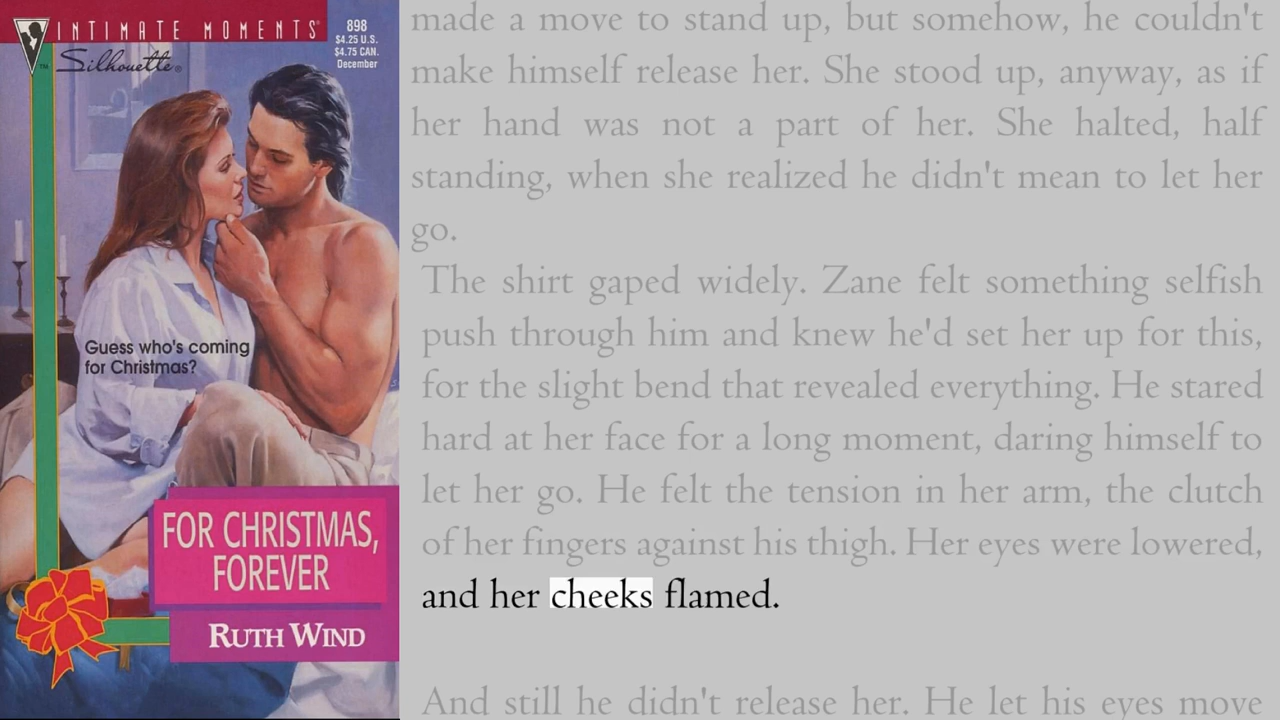 INTIMATE MOMENTS®
Silhouette®
TM
898
$4.25 U.S.
$4.75 CAN.
December
Guess who's coming
for Christmas?
FOR CHRISTMAS,
FOREVER
RUTH WIND
made a move to stand up, but somehow, he couldn't
make himself release her. She stood up, anyway, as if
her hand was not a part of her. She halted, half
standing, when she realized he didn't mean to let her
go.
The shirt gaped widely. Zane felt something selfish
push through him and knew he'd set her up for this,
for the slight bend that revealed everything. He stared
hard at her face for a long moment, daring himself to
let her go. He felt the tension in her arm, the clutch
of her fingers against his thigh. Her eyes were lowered,
and her cheeks flamed.
And still he didn't release her. He let his eyes move